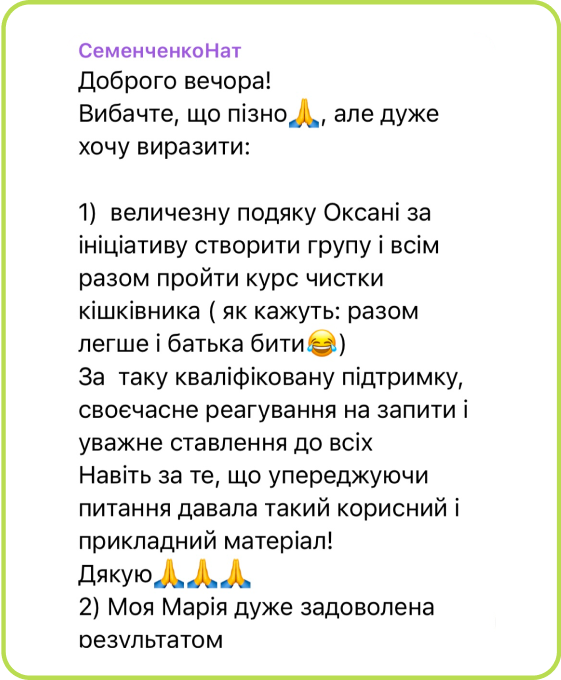 СеменченкоНат
Доброго вечора!
Вибачте, що пізно🙏, але дуже
хочу виразити:
1) величезну подяку Оксані за
ініціативу створити групу і всім
разом пройти курс чистки
кішківника ( як кажуть: разом
легше і батька бити😂)
За таку кваліфіковану підтримку,
своєчасне реагування на запити і
уважне ставлення до всіх
Навіть за те, що упереджуючи
питання давала такий корисний і
прикладний матеріал!
Дякую🙏🙏🙏
2) Моя Марія дуже задоволена
результатом